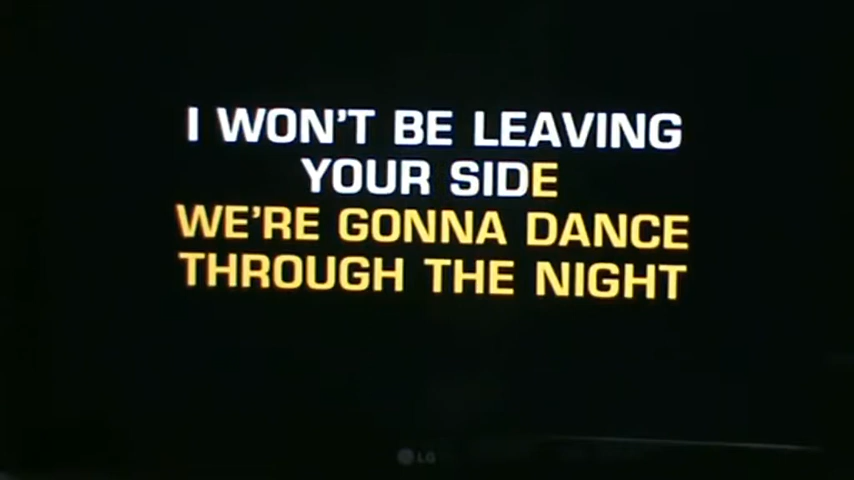 I WON'T BE LEAVING
YOUR SIDE
WE'RE GONNA DANCE
THROUGH THE NIGHT
LG